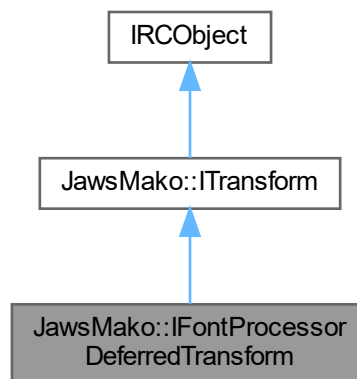 IRCObject
JawsMako::ITransform
JawsMako::IFontProcessor
DeferredTransform